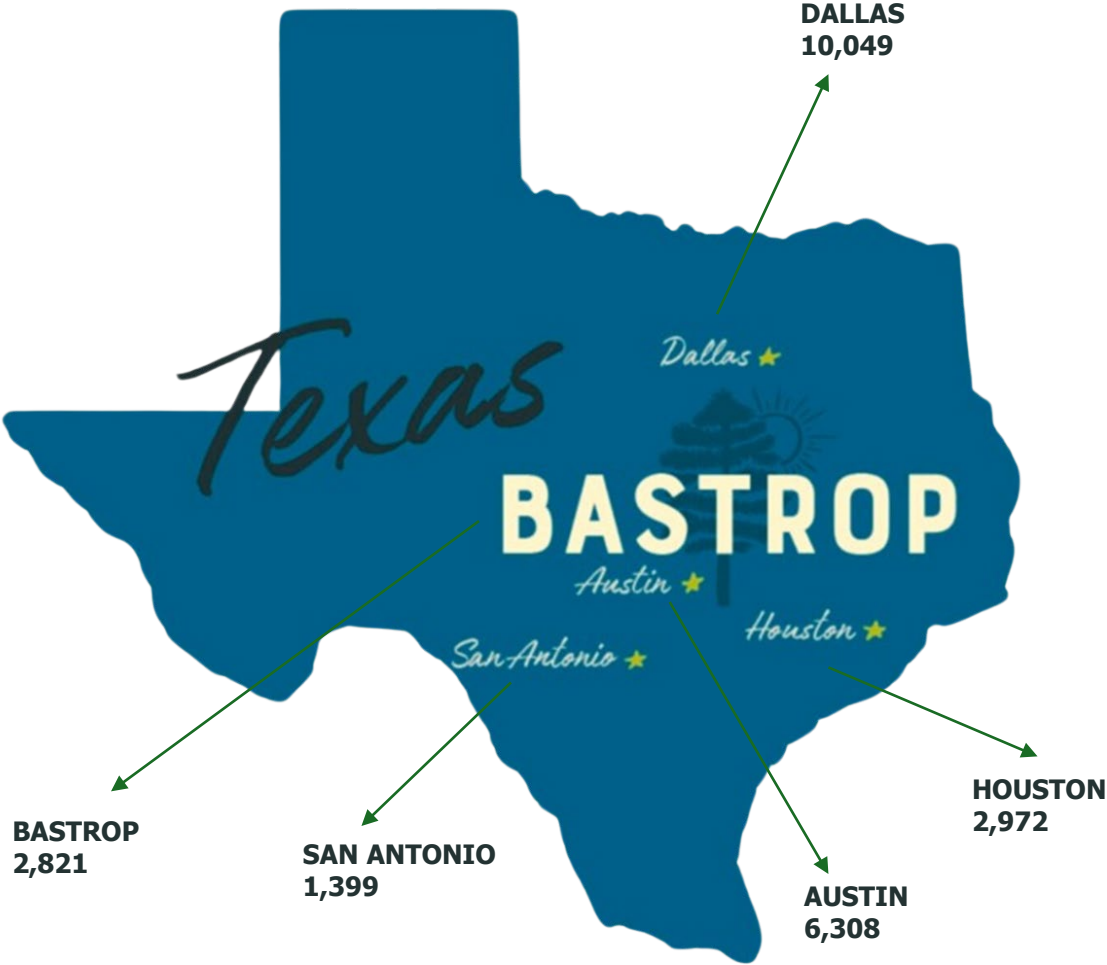 DALLAS
10,049
Texas
Dallas
BASTROP
Austin
Houston
San Antonio
HOUSTON
2,972
BASTROP
2,821
SAN ANTONIO
1,399
AUSTIN
6,308